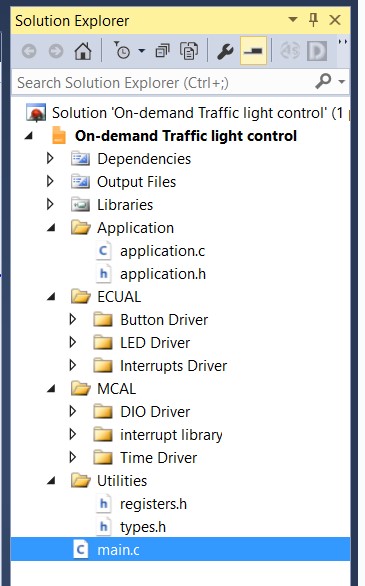 Solution Explorer
Search Solution Explorer (Ctrl+;)
Solution 'On-demand Traffic light control' (1 p
On-demand Traffic light control
Dependencies
Output Files
Libraries
Application
application.c
application.h
ECUAL
Button Driver
LED Driver
Interrupts Driver
MCAL
DIO Driver
interrupt library
Time Driver
Utilities
registers.h
types.h
main.c